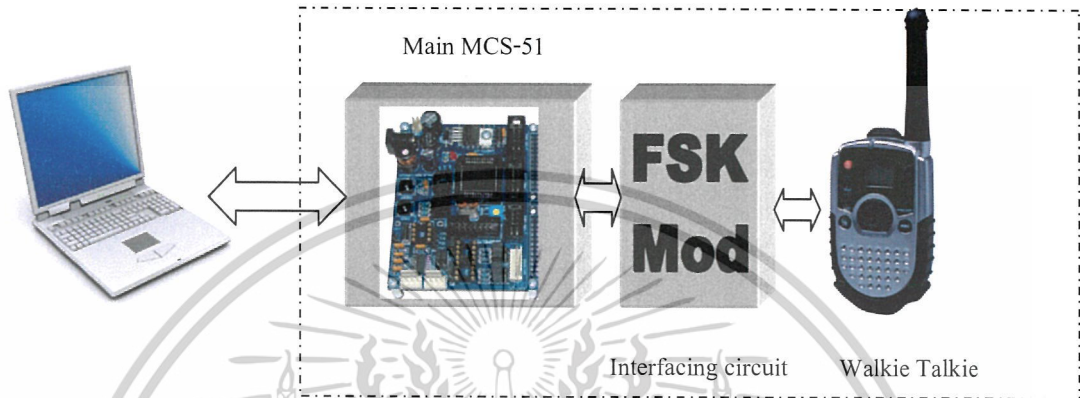 Main MCS-51
FSK
Mod
Interfacing circuit
Walkie Talkie